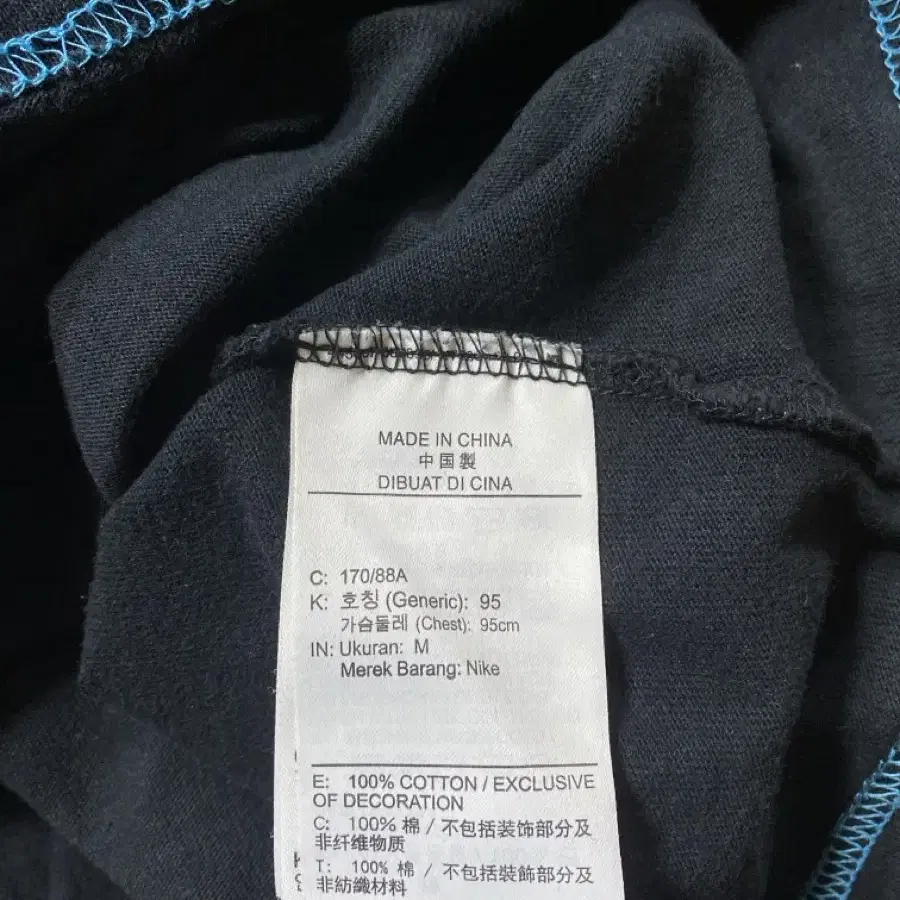 MADE IN CHINA
中国製
DIBUAT DI CINA
C: 170/88A
K: 호칭 (Generic): 95
가슴둘레 (Chest): 95cm
IN: Ukuran: M
Merek Barang: Nike
E: 100% COTTON / EXCLUSIVE
OF DECORATION
C: 100% 棉 / 不包括装饰部分及
非纤维物质
T: 100% 棉 / 不包括裝飾部分及
非紡織材料